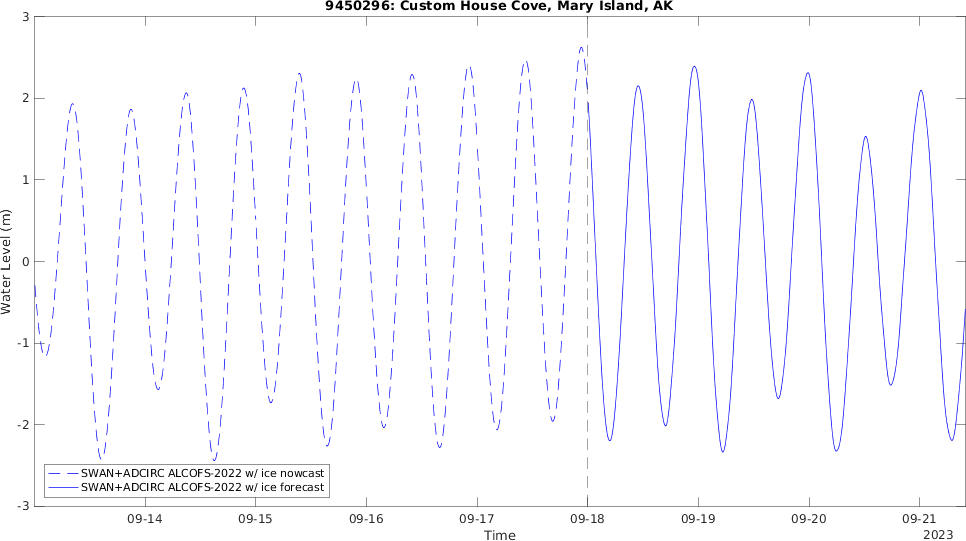 9450296: Custom House Cove, Mary Island, AK
3
2
1
0
-1
-2
-3
Water Level (m)
SWAN+ADCIRC ALCOFS-2022 w/ ice nowcast
SWAN+ADCIRC ALCOFS-2022 w/ ice forecast
09-14 09-15 09-16 09-17 09-18 09-19 09-20 09-21
Time
2023